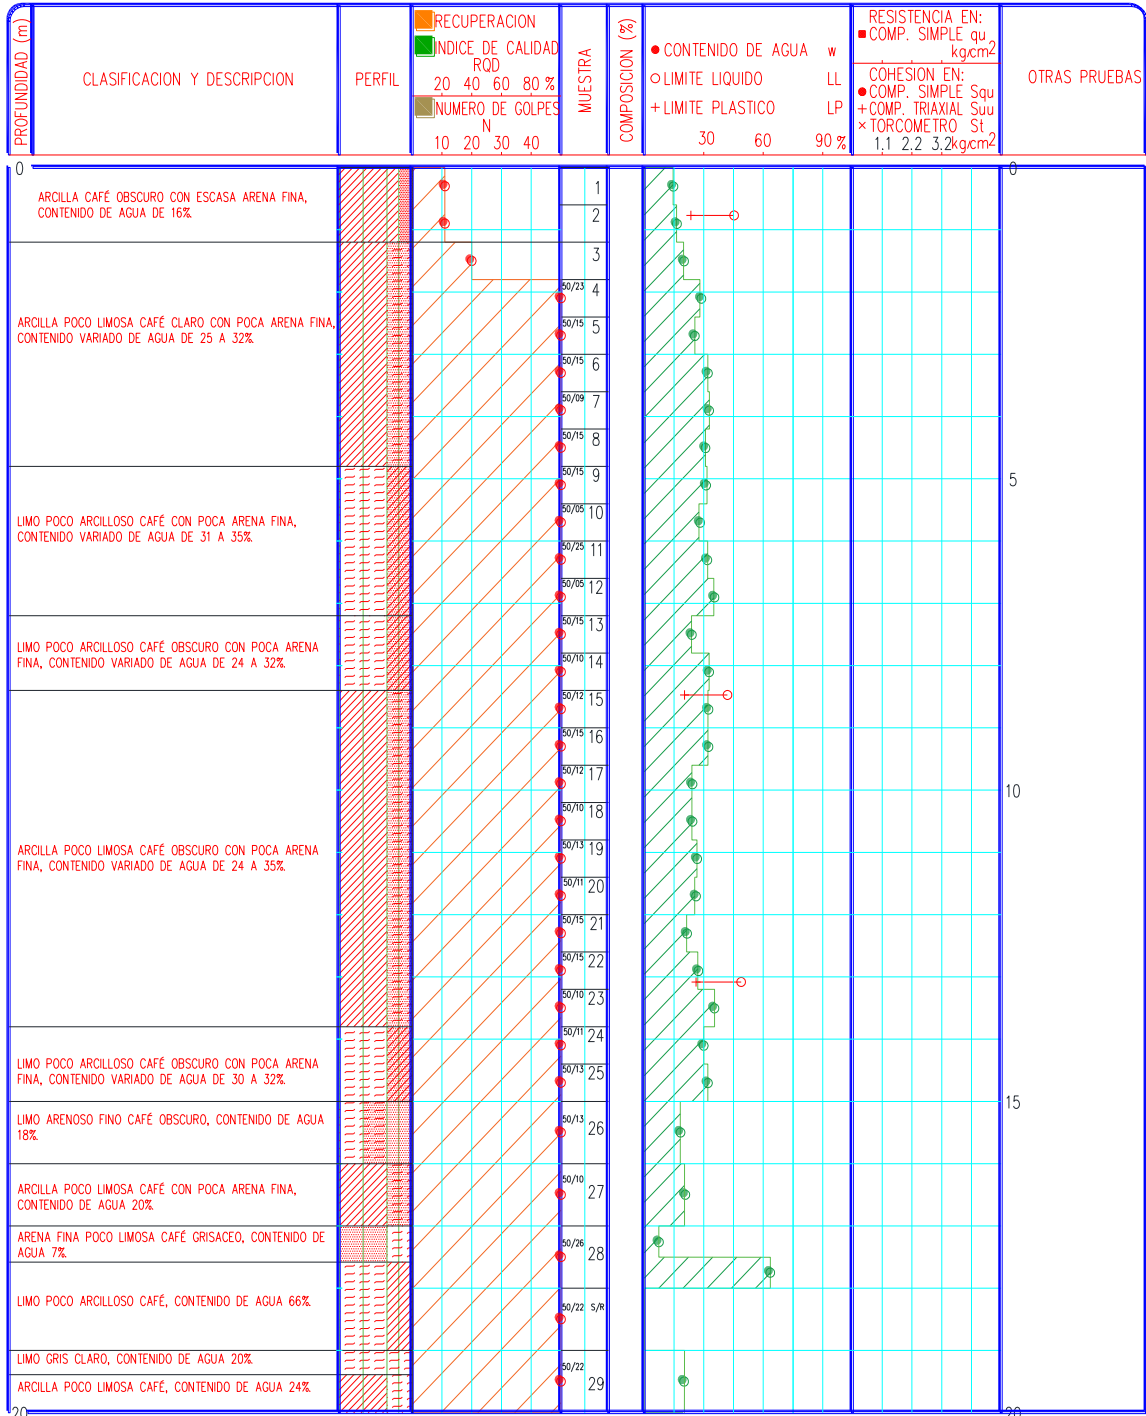 PROFUNDIDAD (m)
CLASIFICACION Y DESCRIPCION
PERFIL
RECUPERACION
INDICE DE CALIDAD
RQD
20 40 60 80 %
NUMERO DE GOLPES
N
10 20 30 40
MUESTRA
COMPOSICION (%)
CONTENIDO DE AGUA w
LIMITE LIQUIDO LL
LIMITE PLASTICO LP
30 60 90 %
RESISTENCIA EN:
COMP. SIMPLE qu
kg/cm2
COHESION EN:
COMP. SIMPLE Squ
COMP. TRIAXIAL Suu
TORCOMETRO St
1.1 2.2 3.2 kg/cm2
OTRAS PRUEBAS
0
0
ARCILLA CAFÉ OBSCURO CON ESCASA ARENA FINA,
CONTENIDO DE AGUA DE 16%.
1
2
3
50/23 4
ARCILLA POCO LIMOSA CAFÉ CLARO CON POCA ARENA FINA,
CONTENIDO VARIADO DE AGUA DE 25 A 32%.
50/15 5
50/15 6
50/09 7
50/15 8
50/15 9
5
LIMO POCO ARCILLOSO CAFÉ CON POCA ARENA FINA,
CONTENIDO VARIADO DE AGUA DE 31 A 35%.
50/05 10
50/25 11
50/05 12
50/15 13
LIMO POCO ARCILLOSO CAFÉ OBSCURO CON POCA ARENA
FINA, CONTENIDO VARIADO DE AGUA DE 24 A 32%.
50/10 14
50/12 15
50/15 16
50/12 17
10
50/10 18
ARCILLA POCO LIMOSA CAFÉ OBSCURO CON POCA ARENA
FINA, CONTENIDO VARIADO DE AGUA DE 24 A 35%.
50/13 19
50/11 20
50/15 21
50/15 22
50/10 23
50/11 24
LIMO POCO ARCILLOSO CAFÉ OBSCURO CON POCA ARENA
FINA, CONTENIDO VARIADO DE AGUA DE 30 A 32%.
50/13 25
15
LIMO ARENOSO FINO CAFÉ OBSCURO, CONTENIDO DE AGUA
18%.
50/13 26
ARCILLA POCO LIMOSA CAFÉ CON POCA ARENA FINA,
CONTENIDO DE AGUA 20%.
50/10 27
ARENA FINA POCO LIMOSA CAFÉ GRISACEO, CONTENIDO DE
AGUA 7%.
50/26 28
LIMO POCO ARCILLOSO CAFÉ, CONTENIDO DE AGUA 66%.
50/22 S/R
LIMO GRIS CLARO, CONTENIDO DE AGUA 20%.
50/22
ARCILLA POCO LIMOSA CAFÉ, CONTENIDO DE AGUA 24%.
29
20
20